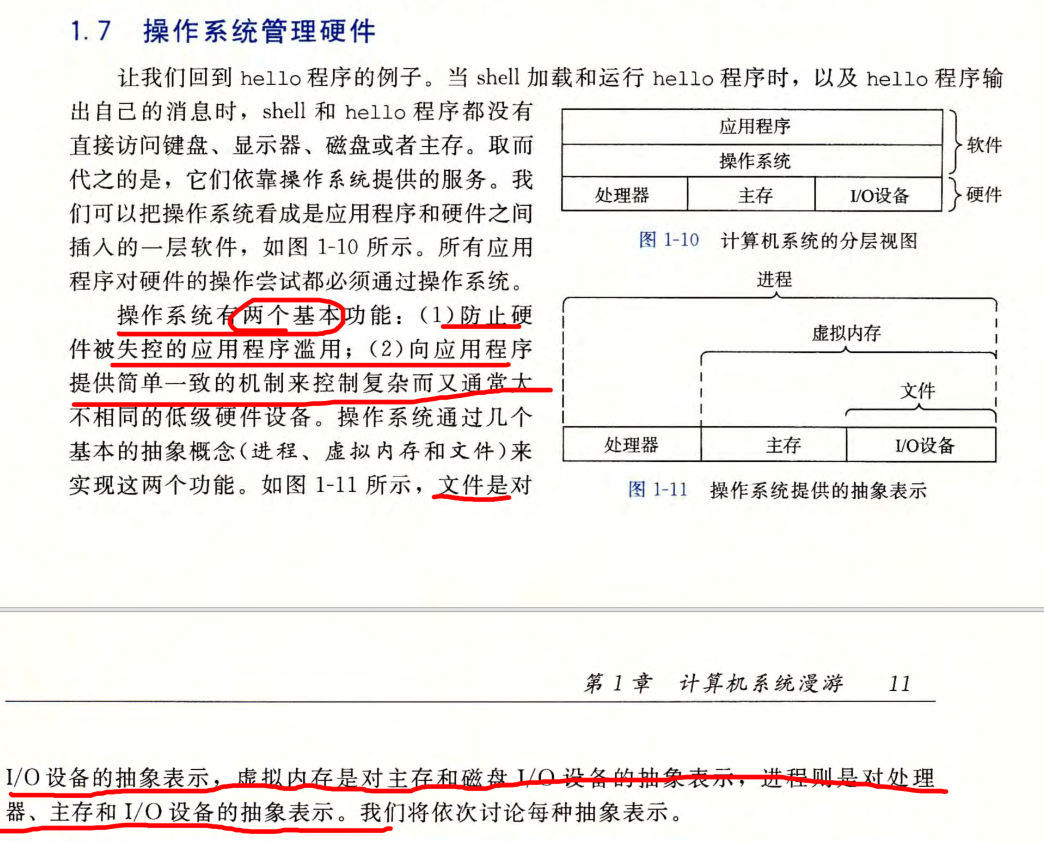 1.7 操作系统管理硬件
让我们回到 hello 程序的例子。当 shell 加载和运行 hello 程序时，以及 hello 程序输
出自己的消息时，shell 和 hello 程序都没有
直接访问键盘、显示器、磁盘或者主存。取而
代之的是，它们依靠操作系统提供的服务。我
们可以把操作系统看成是应用程序和硬件之间
插入的一层软件，如图 1-10 所示。所有应用
程序对硬件的操作尝试都必须通过操作系统。
操作系统有两个基本功能：（1）防止硬
件被失控的应用程序滥用；（2）向应用程序
提供简单一致的机制来控制复杂而又通常大
不相同的低级硬件设备。操作系统通过几个
基本的抽象概念（进程、虚拟内存和文件）来
实现这两个功能。如图 1-11 所示，文件是对
应用程序
操作系统
软件
处理器 主存 I/O设备
硬件
图 1-10 计算机系统的分层视图
进程
虚拟内存
文件
处理器 主存 I/O设备
图 1-11 操作系统提供的抽象表示
第 1 章 计算机系统漫游 11
I/O 设备的抽象表示，虚拟内存是对主存和磁盘 I/O 设备的抽象表示，进程则是对处理
器、主存和 I/O 设备的抽象表示。我们将依次讨论每种抽象表示。